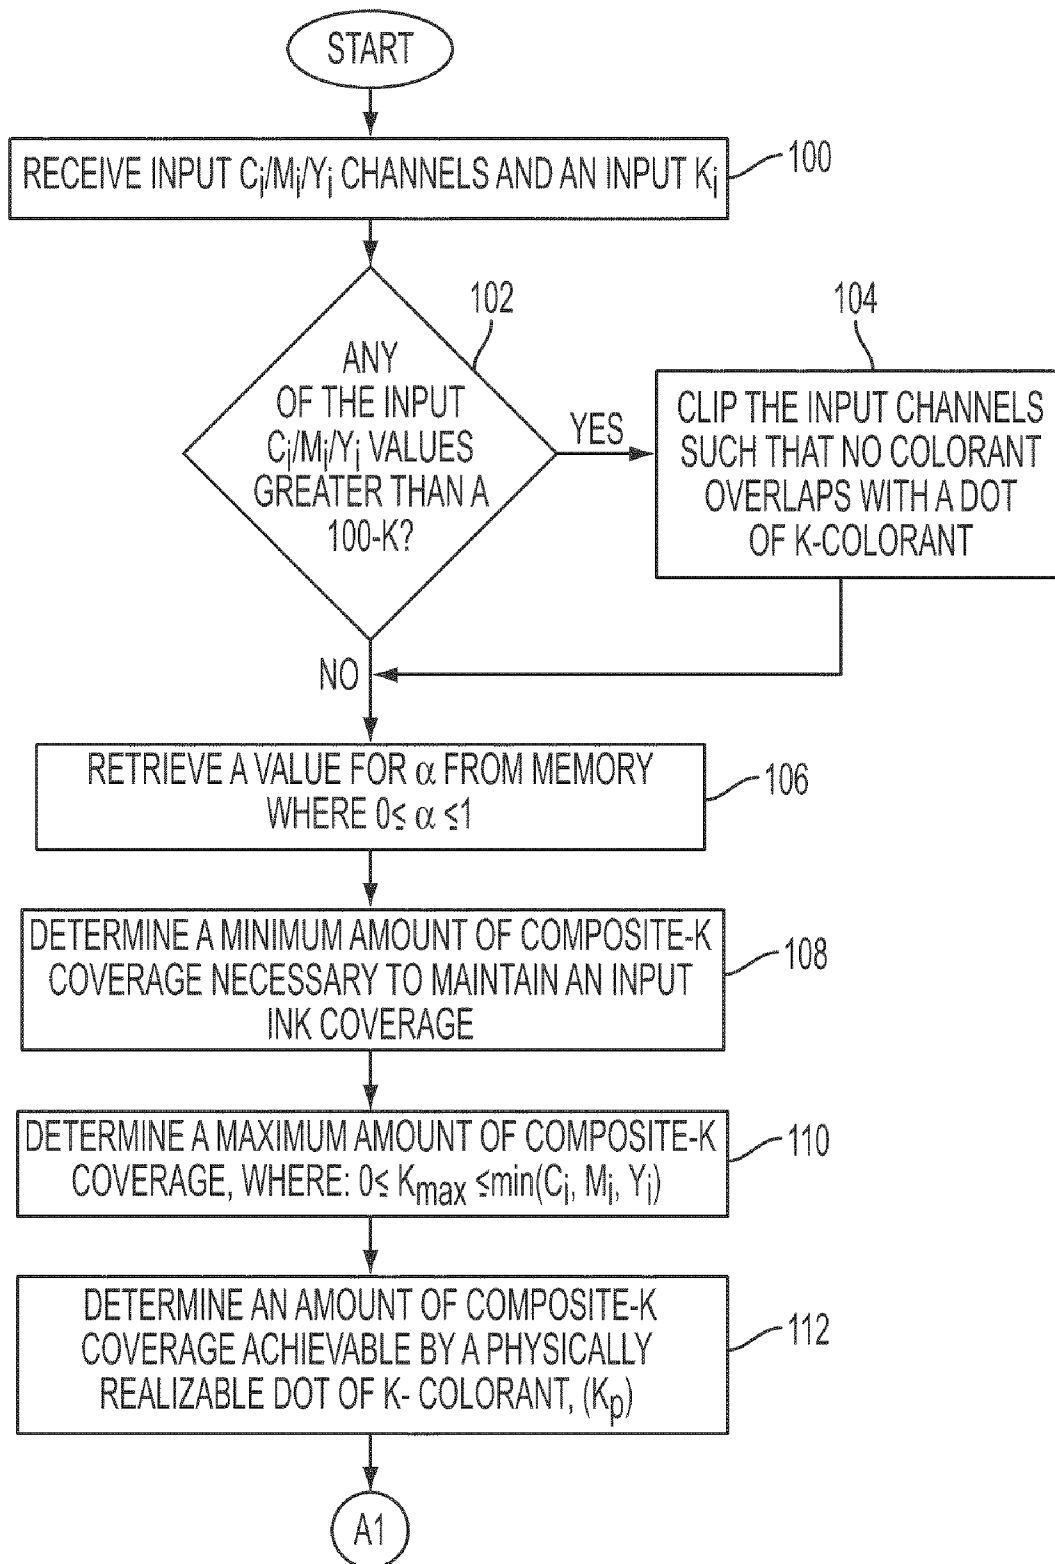 START
RECEIVE INPUT Ci/Mi/Yi CHANNELS AND AN INPUT Ki
100
102
104
ANY
OF THE INPUT
Ci/Mi/Yi VALUES
GREATER THAN A
100-K?
YES
CLIP THE INPUT CHANNELS
SUCH THAT NO COLORANT
OVERLAPS WITH A DOT
OF K-COLORANT
NO
RETRIEVE A VALUE FOR α FROM MEMORY
WHERE 0≤ α ≤1
106
DETERMINE A MINIMUM AMOUNT OF COMPOSITE-K
COVERAGE NECESSARY TO MAINTAIN AN INPUT
INK COVERAGE
108
DETERMINE A MAXIMUM AMOUNT OF COMPOSITE-K
COVERAGE, WHERE: 0≤ Kmax ≤min(Ci, Mi, Yi)
110
DETERMINE AN AMOUNT OF COMPOSITE-K
COVERAGE ACHIEVABLE BY A PHYSICALLY
REALIZABLE DOT OF K- COLORANT, (Kp)
112
A1